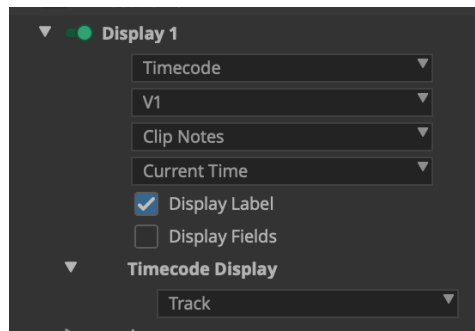 Display 1
Timecode
V1
Clip Notes
Current Time
Display Label
Display Fields
Timecode Display
Track